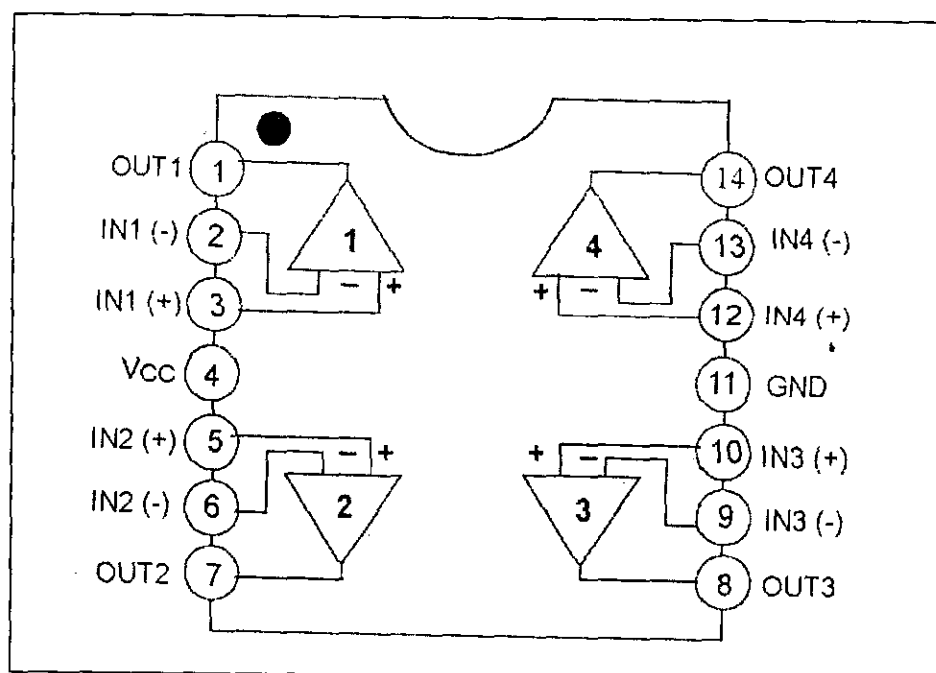 OUT1 1 14 OUT4
IN1 (-) 2 1 4 13 IN4 (-)
- + + -
IN1 (+) 3 12 IN4 (+)
Vcc 4 11 GND
IN2 (+) 5 - + + - 10 IN3 (+)
IN2 (-) 6 2 3 9 IN3 (-)
OUT2 7 8 OUT3